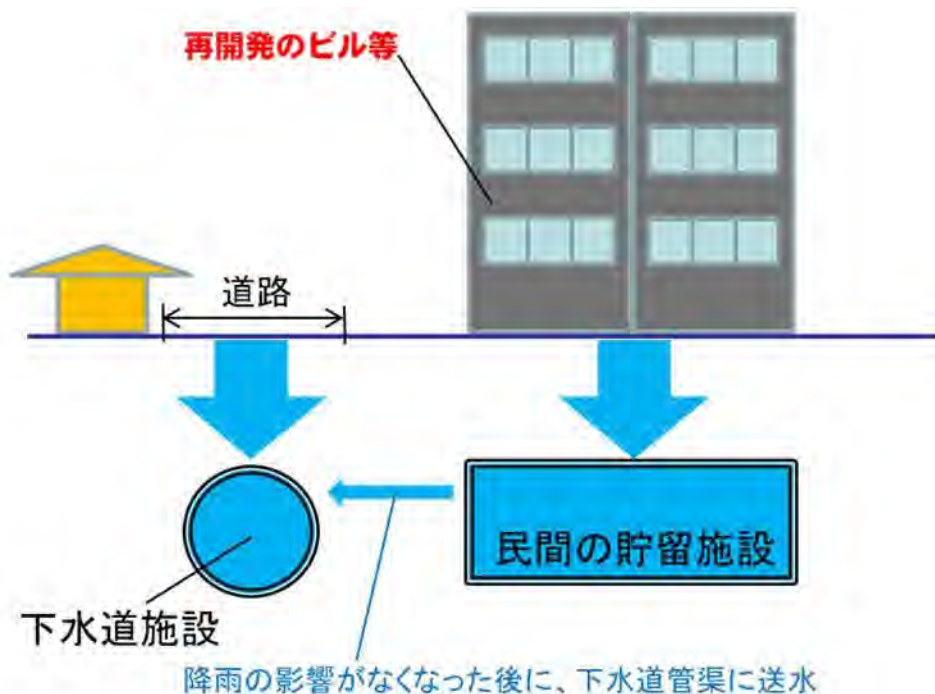 再開発のビル等
道路
民間の貯留施設
下水道施設
降雨の影響がなくなった後に、下水道管渠に送水